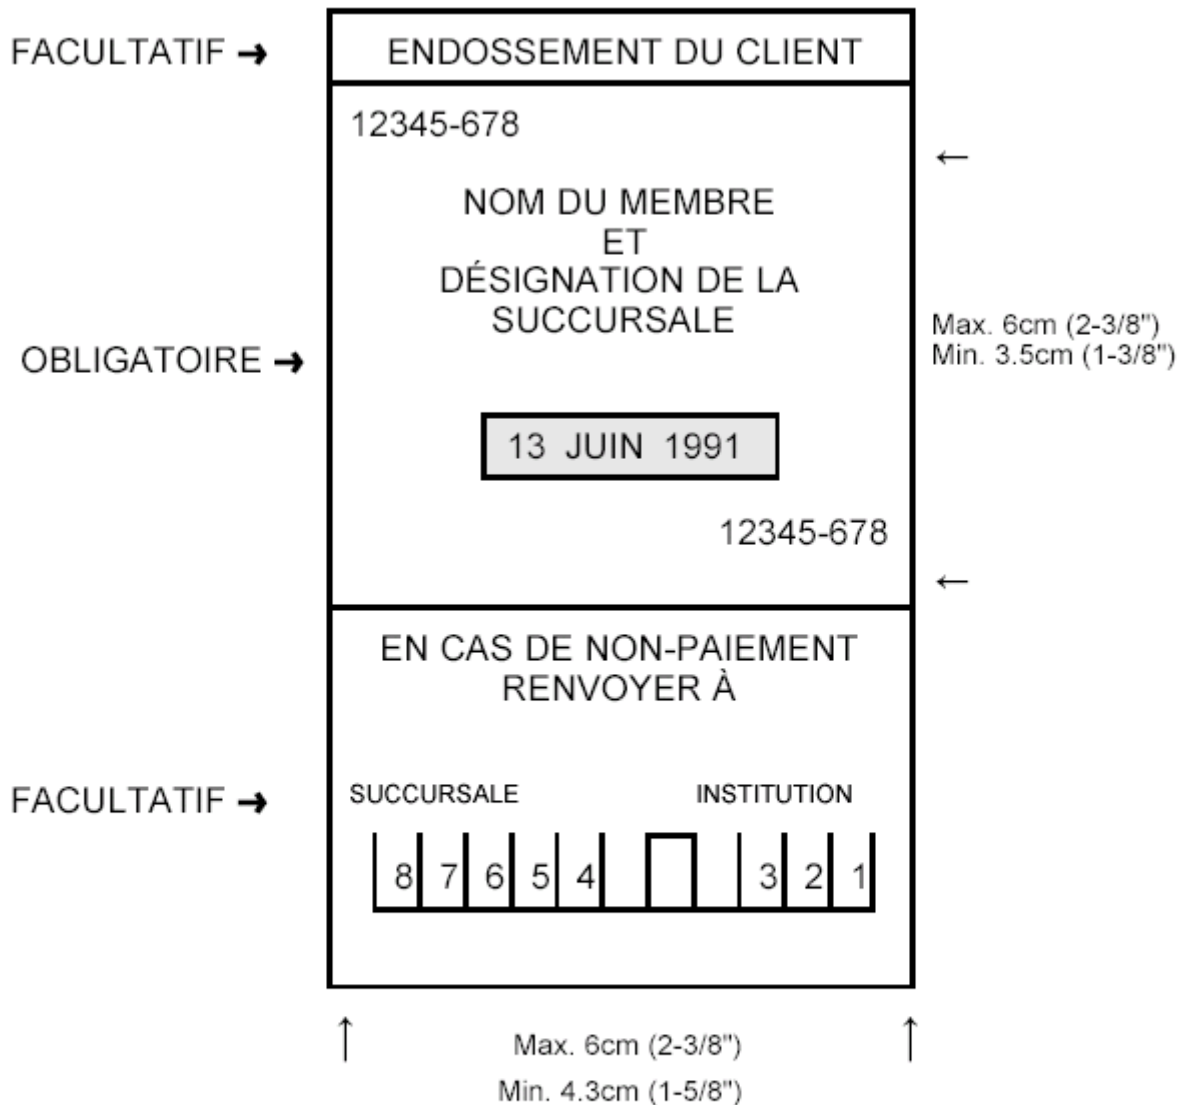 FACULTATIF → ENDOSSEMENT DU CLIENT
12345-678
←
NOM DU MEMBRE
ET
DÉSIGNATION DE LA
SUCCURSALE
Max. 6cm (2-3/8")
Min. 3.5cm (1-3/8")
OBLIGATOIRE →
13 JUIN 1991
12345-678
←
EN CAS DE NON-PAIEMENT
RENVOYER À
FACULTATIF →
SUCCURSALE INSTITUTION
8 7 6 5 4 3 2 1
↑ Max. 6cm (2-3/8") ↑
Min. 4.3cm (1-5/8")